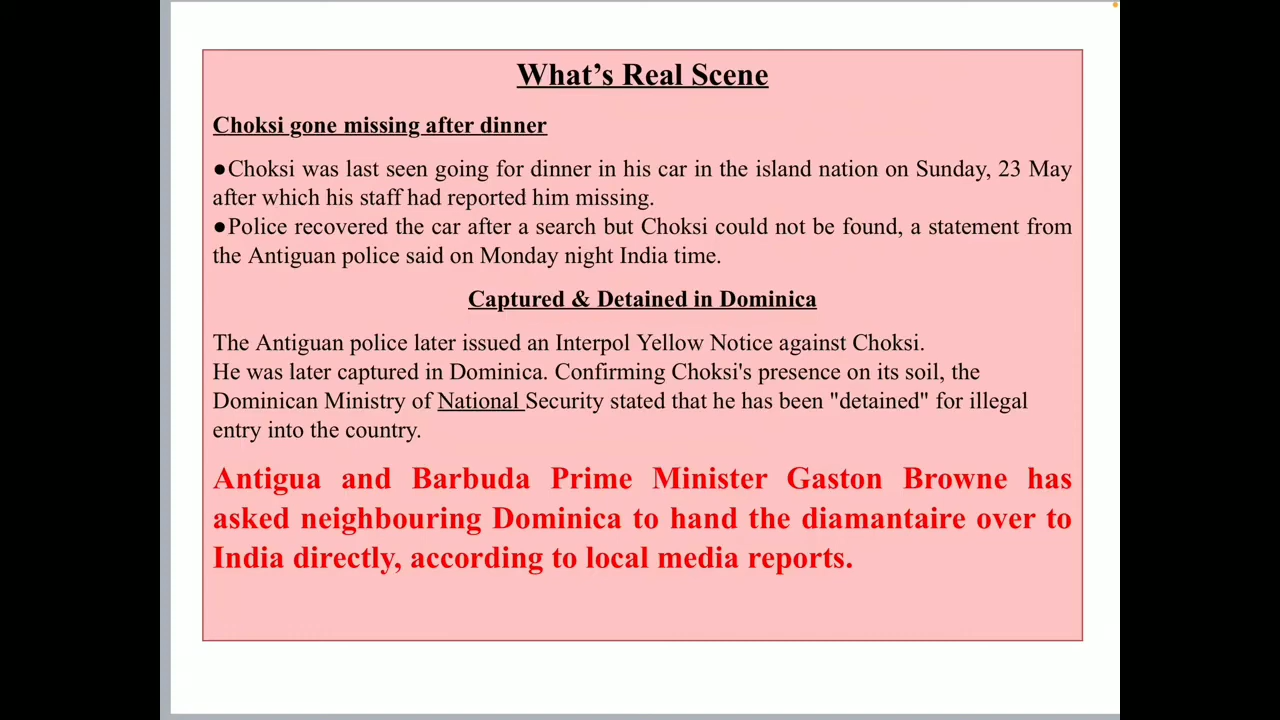 What’s Real Scene
Choksi gone missing after dinner
●Choksi was last seen going for dinner in his car in the island nation on Sunday, 23 May
after which his staff had reported him missing.
●Police recovered the car after a search but Choksi could not be found, a statement from
the Antiguan police said on Monday night India time.
Captured & Detained in Dominica
The Antiguan police later issued an Interpol Yellow Notice against Choksi.
He was later captured in Dominica. Confirming Choksi's presence on its soil, the
Dominican Ministry of National Security stated that he has been "detained" for illegal
entry into the country.
Antigua and Barbuda Prime Minister Gaston Browne has
asked neighbouring Dominica to hand the diamantaire over to
India directly, according to local media reports.